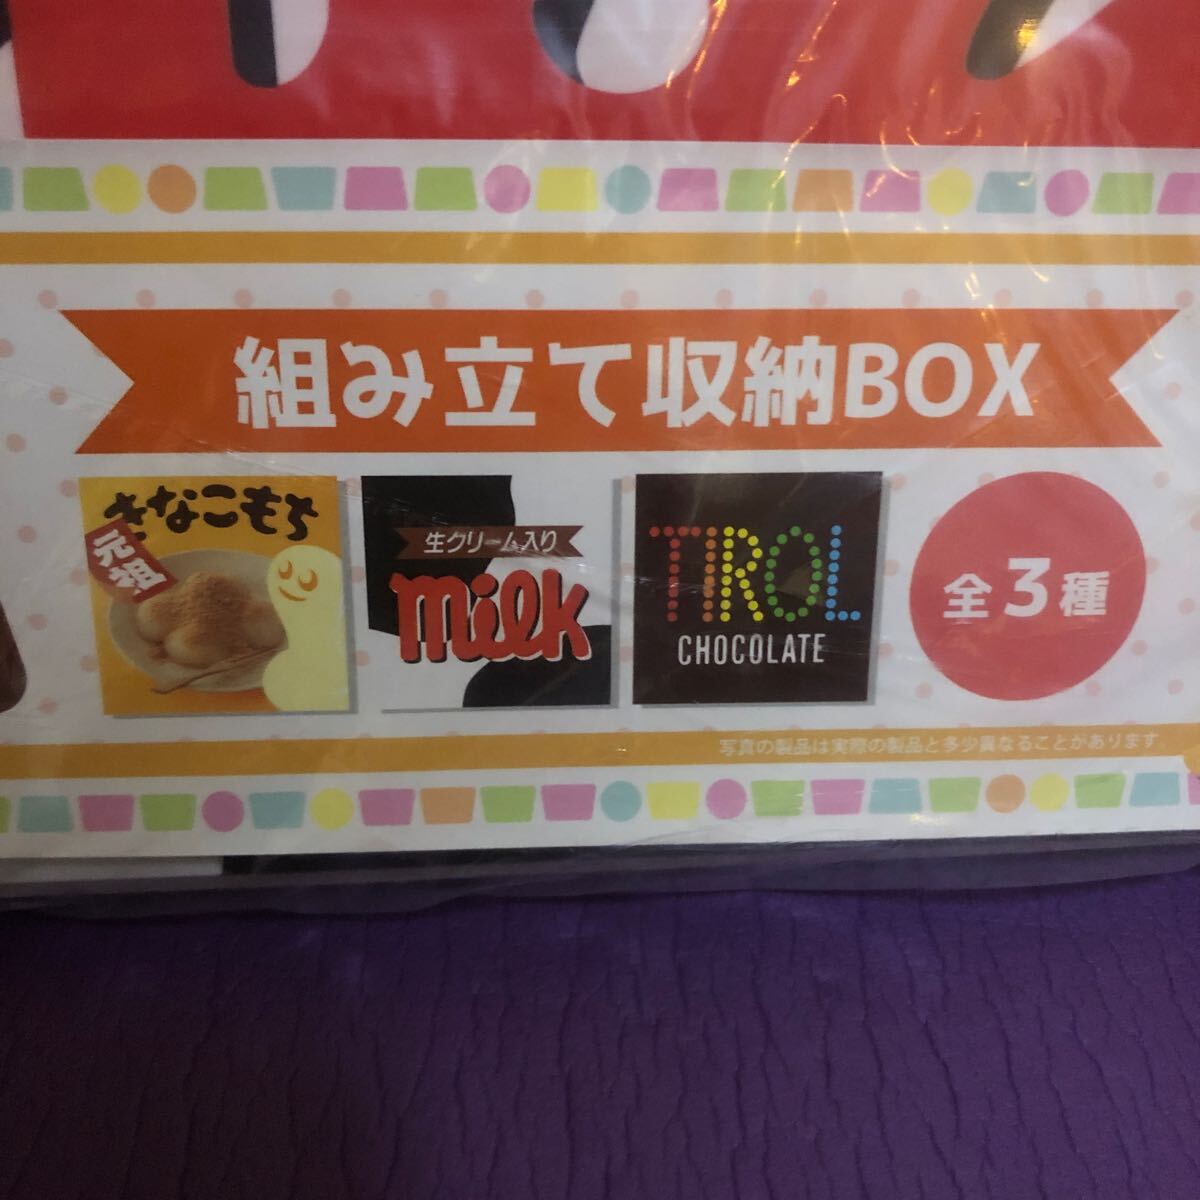 組み立て収納BOX
きなこもち
元祖
生クリーム入り
milk
TIROL
CHOCOLATE
全3種
写真の製品は実際の製品と多少異なることがあります。